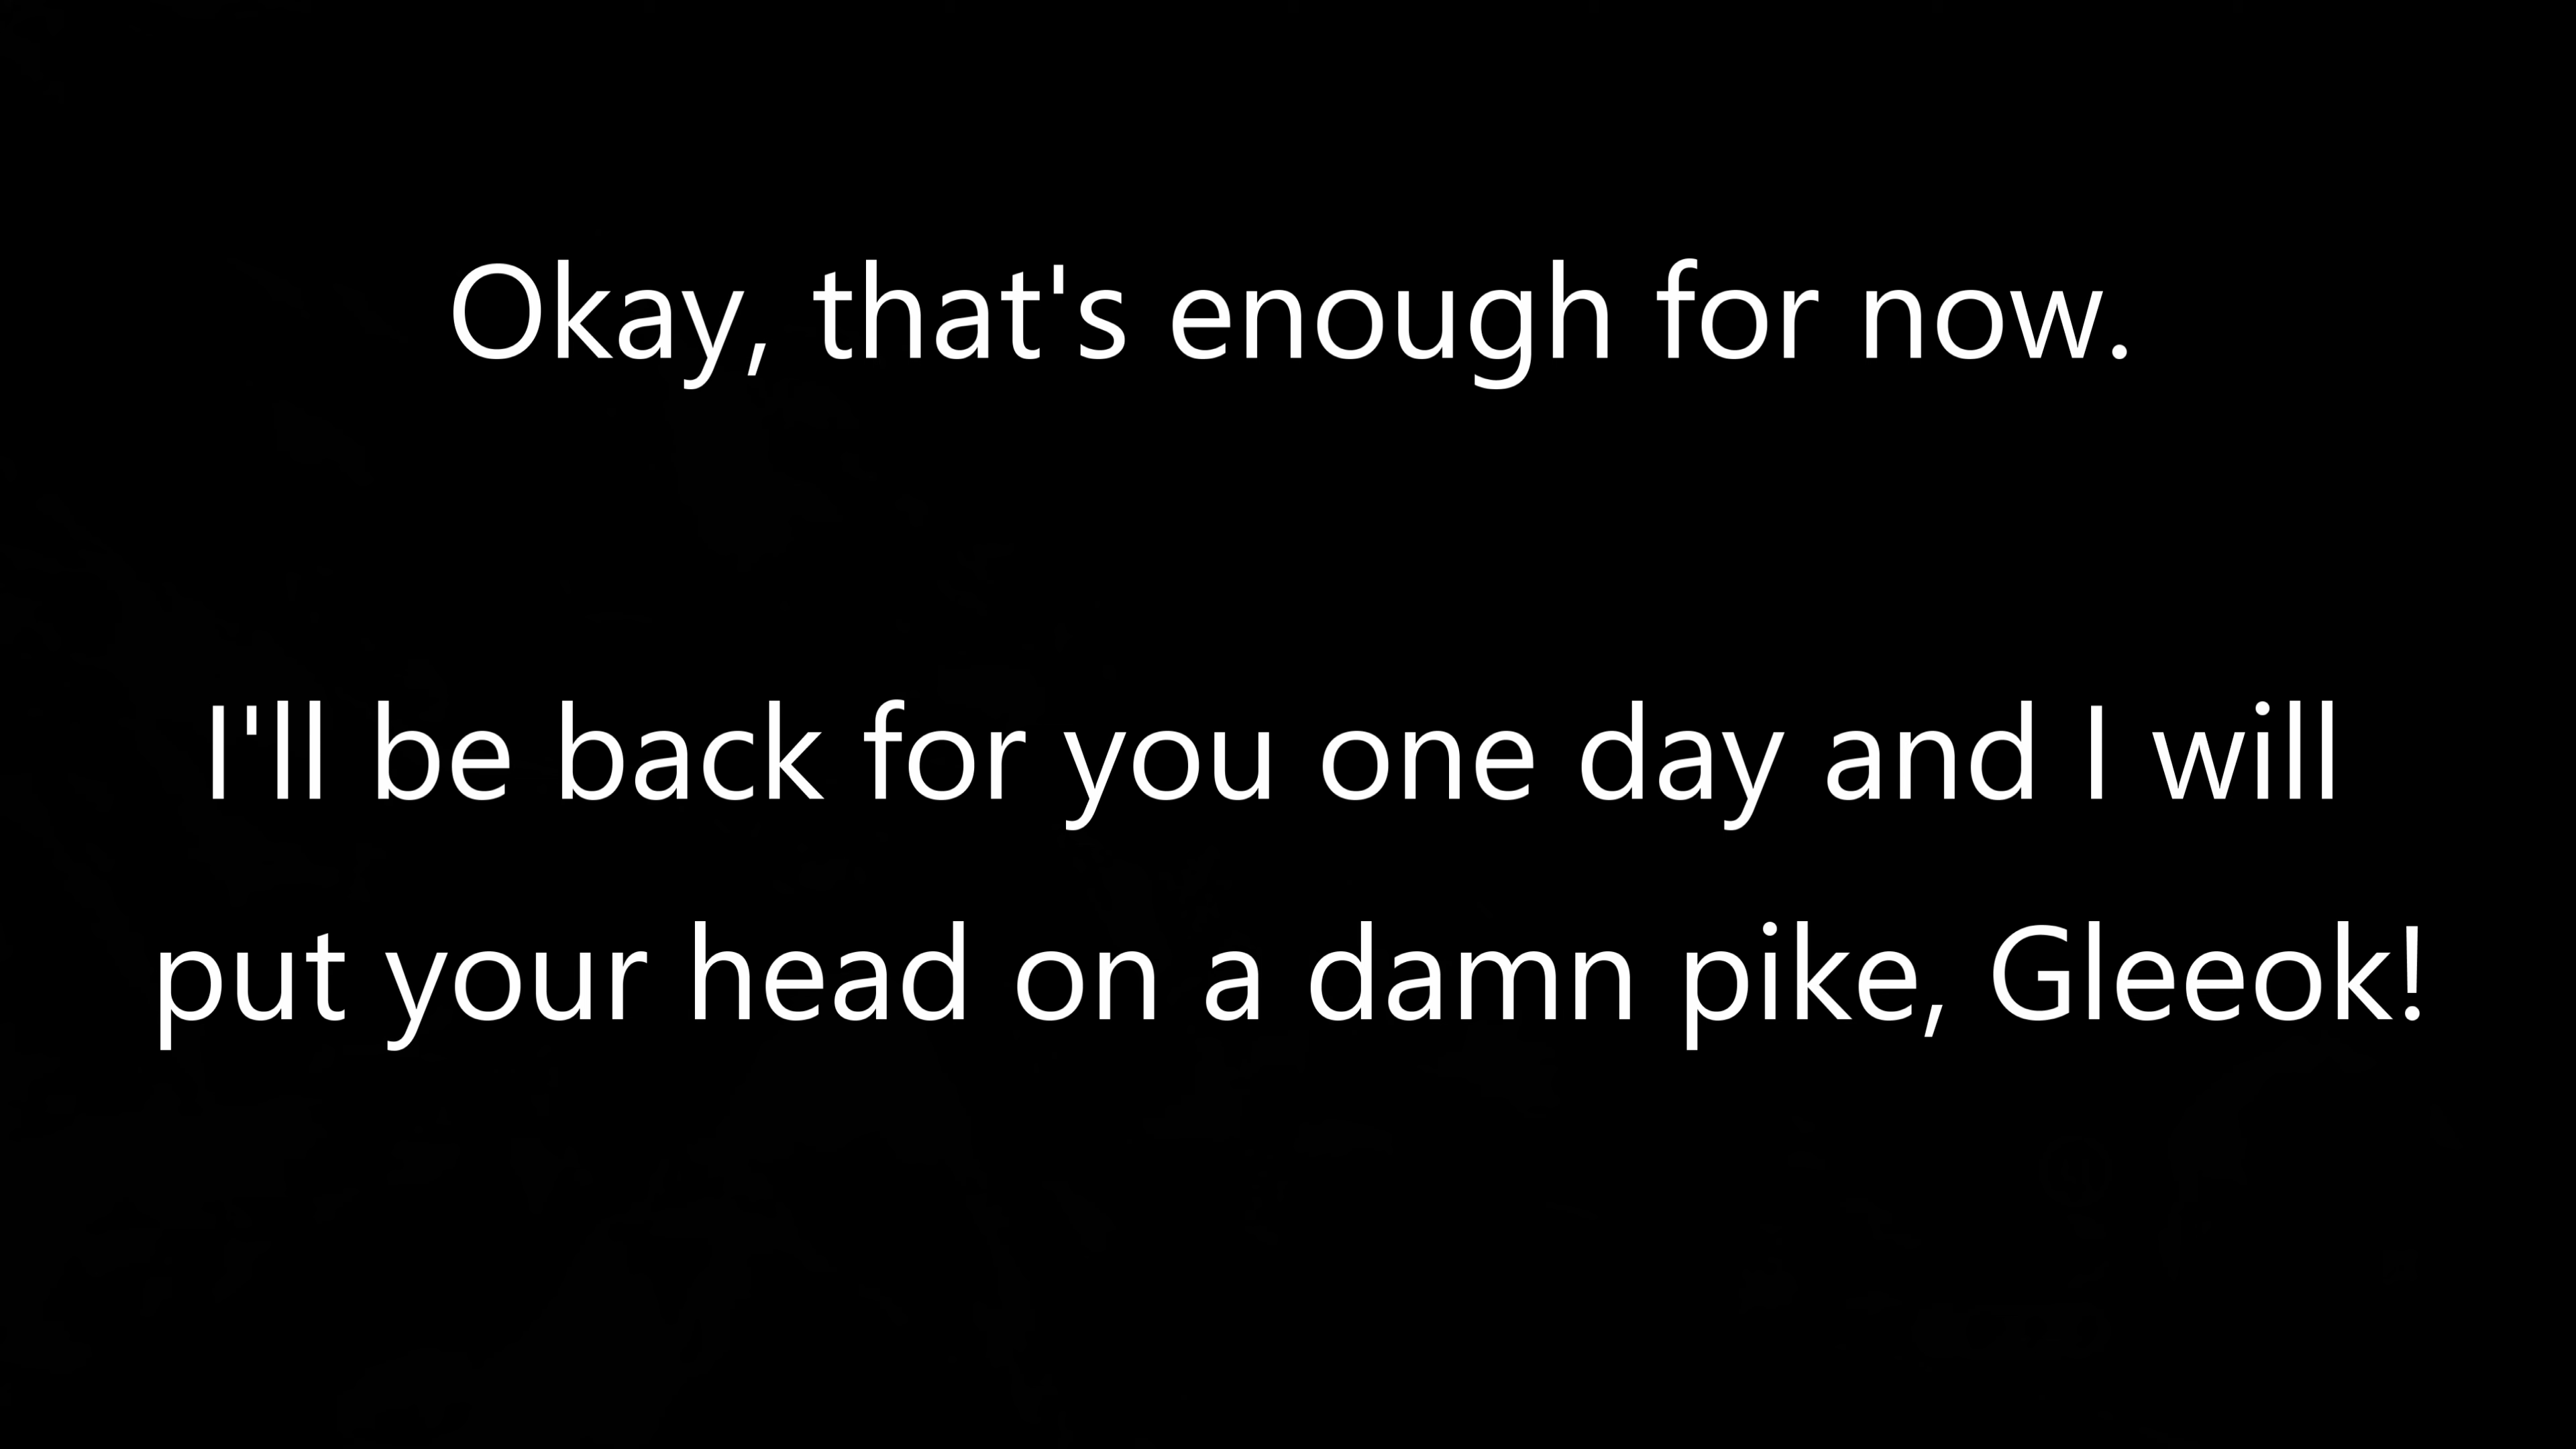 Okay, that's enough for now.
I'll be back for you one day and I will
put your head on a damn pike, Gleeok!